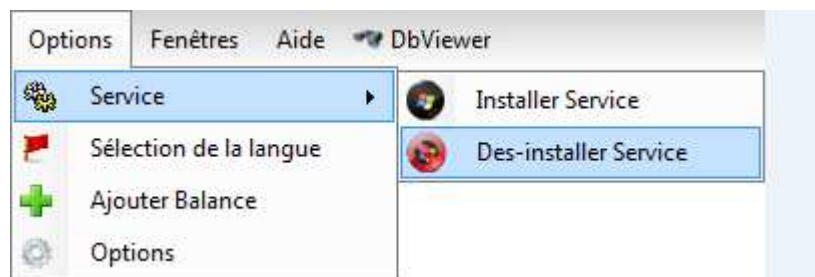 Options Fenêtres Aide DbViewer
Service
Installer Service
Sélection de la langue
Des-installer Service
Ajouter Balance
Options